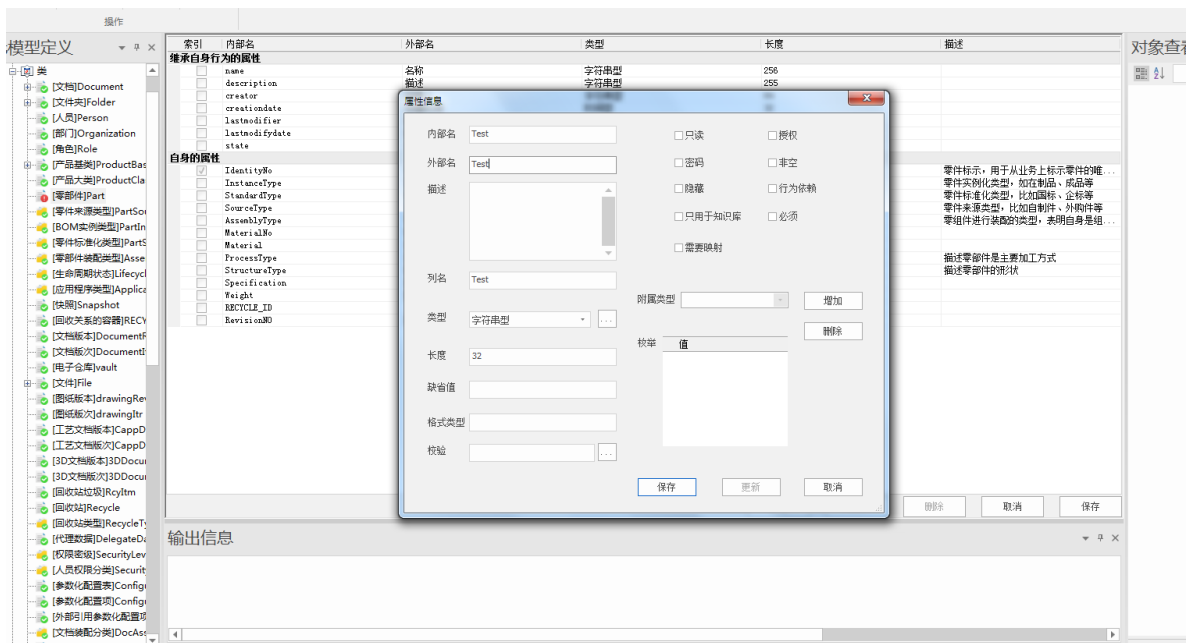 操作
模型定义
类
[文档]Document
[文件夹]Folder
[人员]Person
[部门]Organization
[角色]Role
[产品基类]ProductBas
[产品大类]ProductCla
[零部件]Part
[零件来源类型]PartSou
[BOM实例类型]PartIn
[零件标准化类型]PartS
[零部件装配类型]Asse
[生命周期状态]Lifecycl
[应用程序类型]Applica
[快照]Snapshot
[回收关系的容器]RECY
[文档版本]DocumentR
[文档版次]DocumentI
[电子仓库]vault
[文件]File
[图纸版本]drawingRev
[图纸版次]drawingItr
[工艺文档版本]CappD
[工艺文档版次]CappD
[3D文档版本]3DDocu
[3D文档版次]3DDocu
[回收站垃圾]RcyItm
[回收站]Recycle
[回收站类型]RecycleTy
[代理数据]DelegateDa
[权限密级]SecurityLev
[人员权限分类]Securit
[参数化配置表]Config
[参数化配置项]Config
[外部引用参数化配置项
[文档装配分类]DocAss
索引 内部名 外部名 类型 长度 描述
继承自身行为的属性
name 名称 字符串型 256
description 描述 字符串型 255
creator
creationdate
lastmodifier
lastmodifydate
state
自身的属性
IdentityNo 零件标示，用于从业务上标示零件的唯...
InstanceType 零件实例化类型，如在制品、成品等
StandardType 零件标准化类型，比如国标、企标等
SourceType 零件来源类型，比如自制件、外购件等
AssemblyType 零组件进行装配的类型，表明自身是组...
MaterialNo
Material
ProcessType 描述零部件是主要加工方式
StructureType 描述零部件的形状
Specification
Weight
RECYCLE_ID
RevisionNO
属性信息
内部名 Test
外部名 Test
描述
列名 Test
类型 字符串型 ...
长度 32
缺省值
格式类型
校验 ...
只读 授权
密码 非空
隐藏 行为依赖
只用于知识库 必须
需要映射
附属类型 增加
删除
枚举 值
保存 更新 取消
删除 取消 保存
输出信息
对象查看